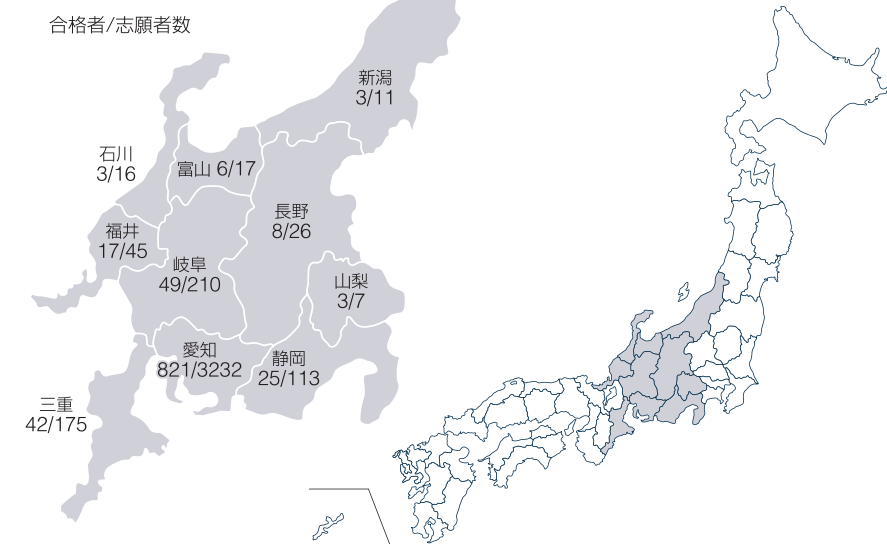 合格者/志願者数
新潟
3/11
石川
3/16
富山 6/17
長野
8/26
福井
17/45
岐阜
49/210
山梨
3/7
愛知
821/3232
静岡
25/113
三重
42/175